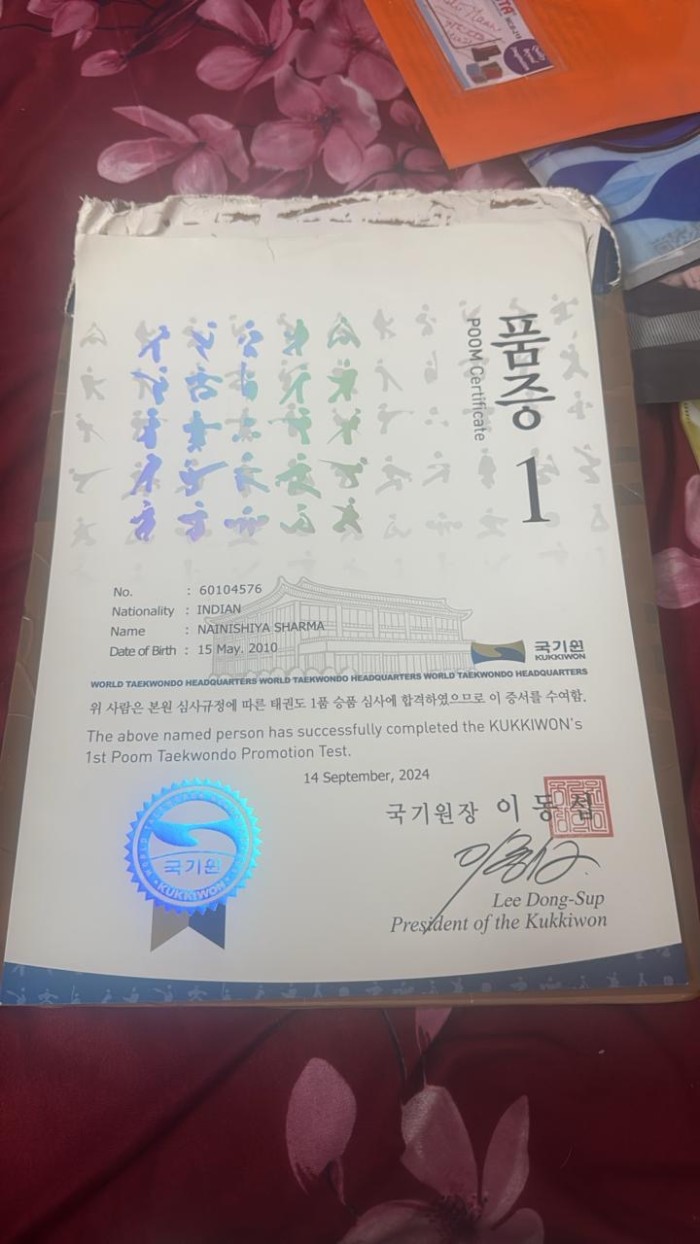 품증
POOM Certificate
1
No. : 60104576
Nationality : INDIAN
Name : NAINISHIYA SHARMA
Date of Birth : 15 May. 2010
국기원
KUKKIWON
WORLD TAEKWONDO HEADQUARTERS WORLD TAEKWONDO HEADQUARTERS WORLD TAEKWONDO HEADQUARTERS WORLD TAEKWONDO HEADQUARTERS
위 사람은 본원 심사규정에 따른 태권도 1품 승품 심사에 합격하였으므로 이 증서를 수여함.
The above named person has successfully completed the KUKKIWON's
1st Poom Taekwondo Promotion Test.
14 September, 2024
국기원장 이 동 섭
Lee Dong-Sup
President of the Kukkiwon
국기원
KUKKIWON